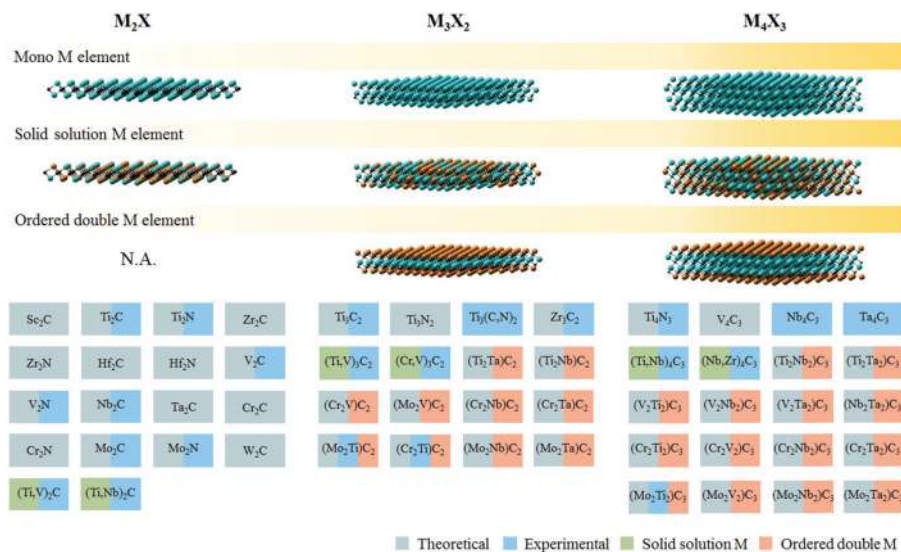 M₂X M₃X₂ M₄X₃
Mono M element
Solid solution M element
Ordered double M element
N.A.
Sc₂C Ti₂C Ti₂N Zr₂C
Zr₂N Hf₂C Hf₂N V₂C
V₂N Nb₂C Ta₂C Cr₂C
Cr₂N Mo₂C Mo₂N W₂C
(Ti,V)₂C (Ti,Nb)₂C
Ti₃C₂ Ti₃N₂ Ti₃(C,N)₂ Zr₃C₂
(Ti,V)₃C₂ (Cr,V)₃C₂ (Ti₂Ta)C₂ (Ti₂Nb)C₂
(Cr₂V)C₂ (Mo₂V)C₂ (Cr₂Nb)C₂ (Cr₂Ta)C₂
(Mo₂Ti)C₂ (Cr₂Ti)C₂ (Mo₂Nb)C₂ (Mo₂Ta)C₂
Ti₄N₃ V₄C₃ Nb₄C₃ Ta₄C₃
(Ti,Nb)₄C₃ (Nb,Zr)₄C₃ (Ti₂Nb₂)C₃ (Ti₂Ta₂)C₃
(V₂Ti₂)C₃ (V₂Nb₂)C₃ (V₂Ta₂)C₃ (Nb₂Ta₂)C₃
(Cr₂Ti₂)C₃ (Cr₂V₂)C₃ (Cr₂Nb₂)C₃ (Cr₂Ta₂)C₃
(Mo₂Ti₂)C₃ (Mo₂V₂)C₃ (Mo₂Nb₂)C₃ (Mo₂Ta₂)C₃
Theoretical Experimental Solid solution M Ordered double M